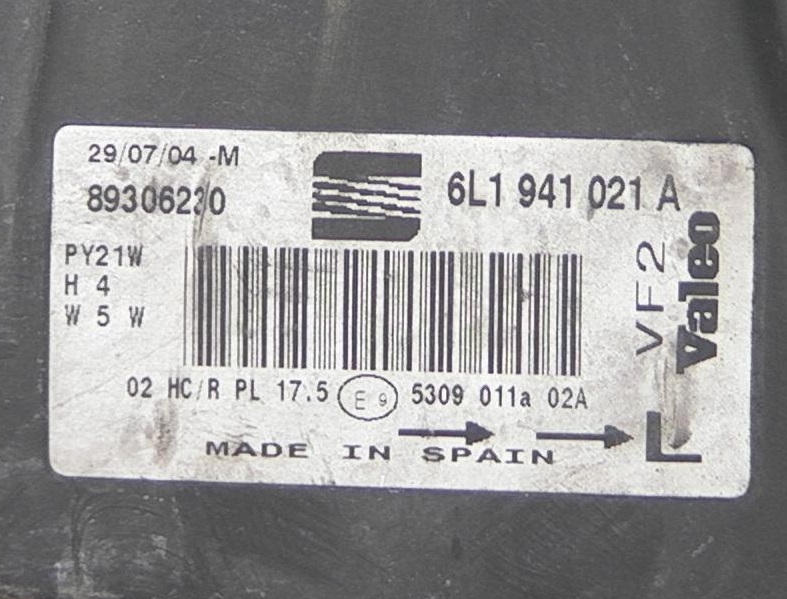 29/07/04 -M
89306230
6L1 941 021 A
PY21W
H 4
W 5 W
VF2
Valeo
02 HC/R PL 17.5 E 9 5309 011a 02A
MADE IN SPAIN
L